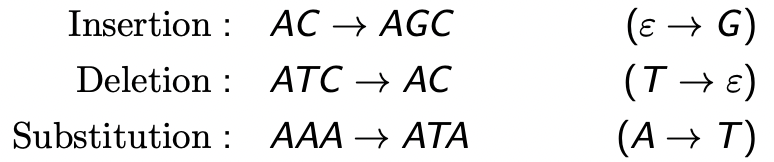 Insertion : AC → AGC (ε → G)
Deletion : ATC → AC (T → ε)
Substitution : AAA → ATA (A → T)